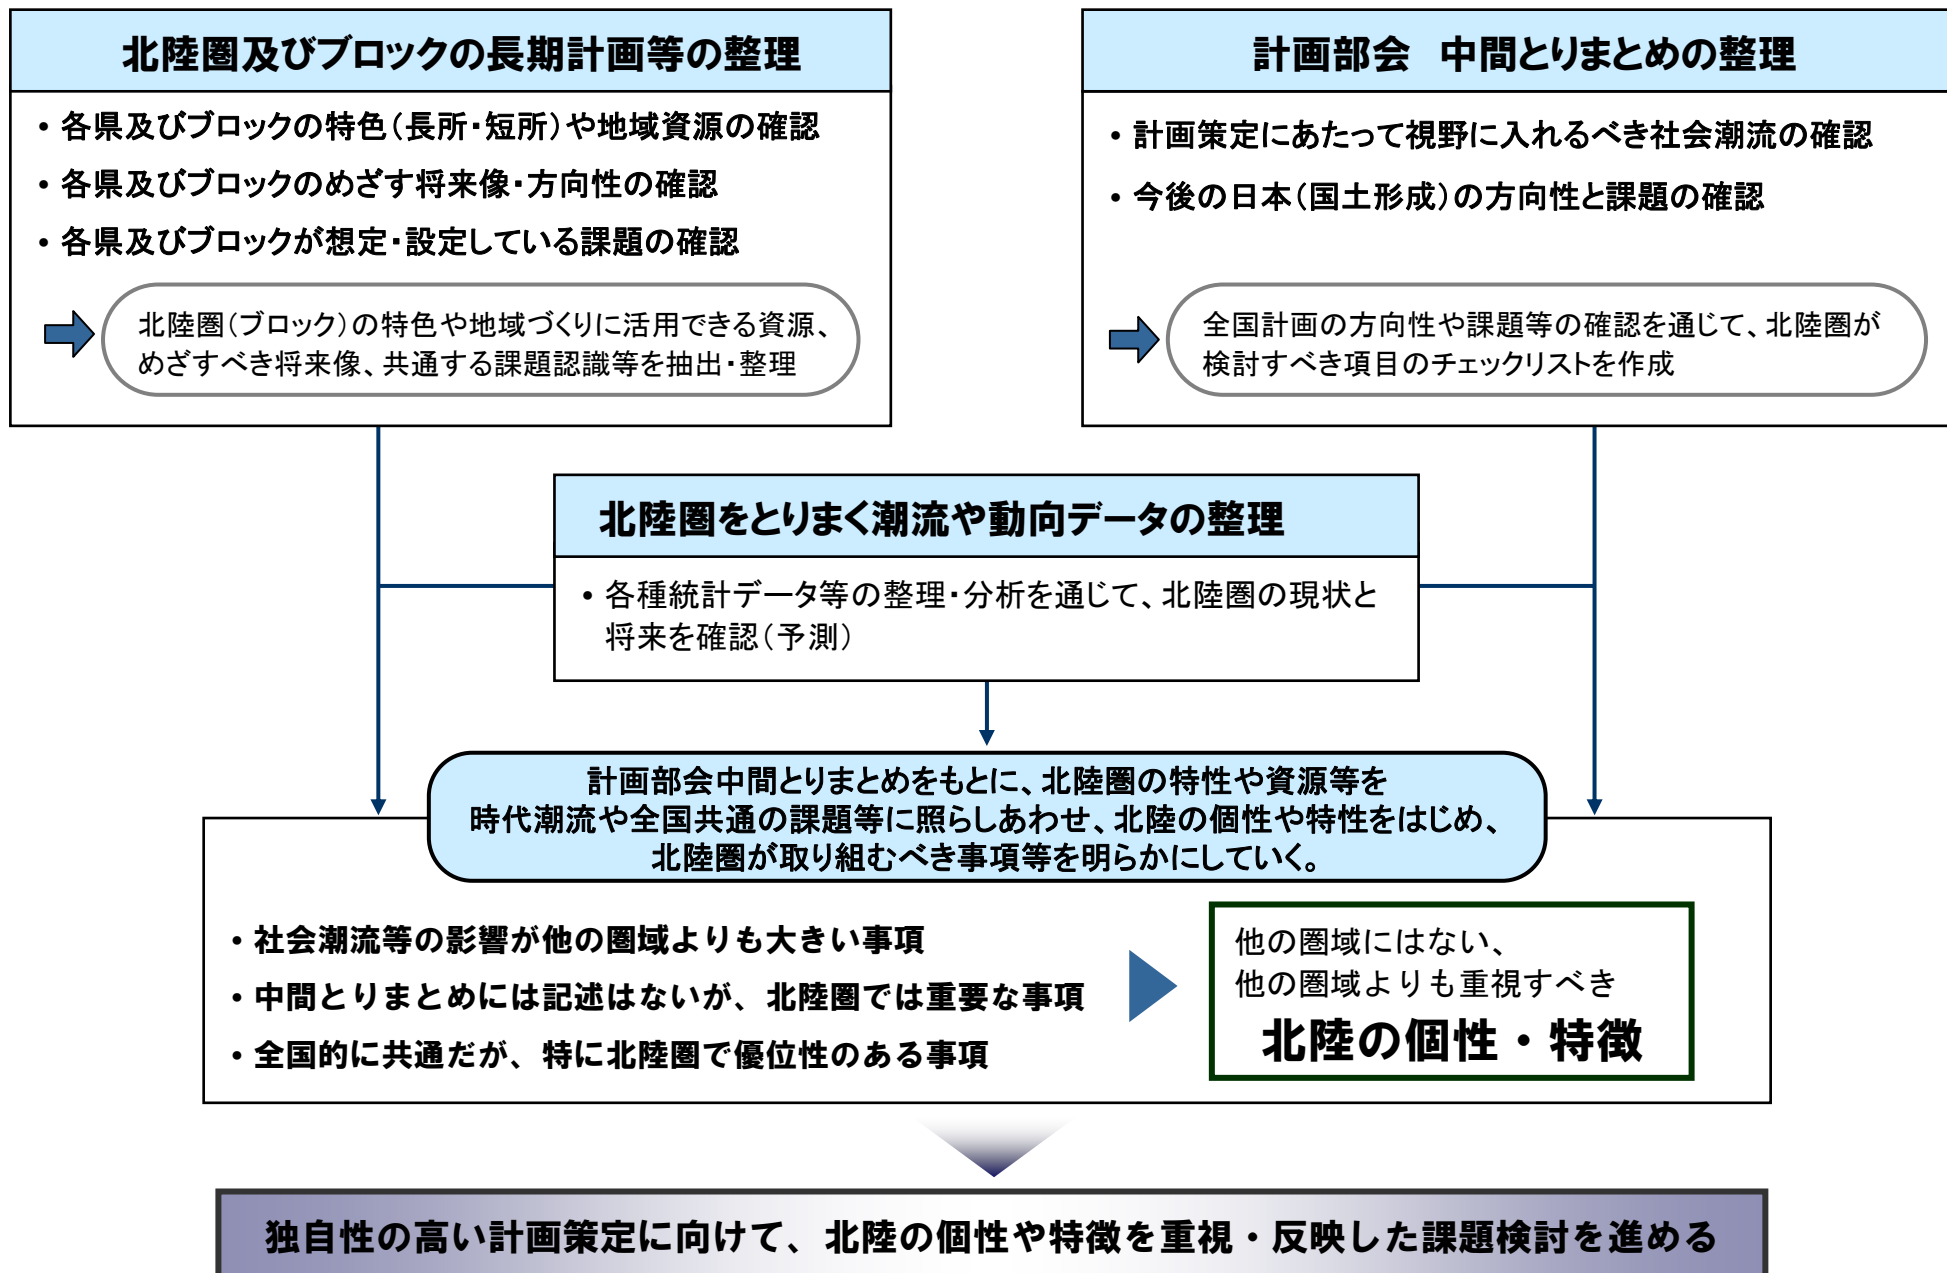 北陸圏及びブロックの長期計画等の整理
・各県及びブロックの特色（長所・短所）や地域資源の確認
・各県及びブロックのめざす将来像・方向性の確認
・各県及びブロックが想定・設定している課題の確認
北陸圏（ブロック）の特色や地域づくりに活用できる資源、
めざすべき将来像、共通する課題認識等を抽出・整理
計画部会　中間とりまとめの整理
・計画策定にあたって視野に入れるべき社会潮流の確認
・今後の日本（国土形成）の方向性と課題の確認
全国計画の方向性や課題等の確認を通じて、北陸圏が
検討すべき項目のチェックリストを作成
北陸圏をとりまく潮流や動向データの整理
・各種統計データ等の整理・分析を通じて、北陸圏の現状と
将来を確認（予測）
計画部会中間とりまとめをもとに、北陸圏の特性や資源等を
時代潮流や全国共通の課題等に照らしあわせ、北陸の個性や特性をはじめ、
北陸圏が取り組むべき事項等を明らかにしていく。
・社会潮流等の影響が他の圏域よりも大きい事項
・中間とりまとめには記述はないが、北陸圏では重要な事項
・全国的に共通だが、特に北陸圏で優位性のある事項
他の圏域にはない、
他の圏域よりも重視すべき
北陸の個性・特徴
独自性の高い計画策定に向けて、北陸の個性や特徴を重視・反映した課題検討を進める